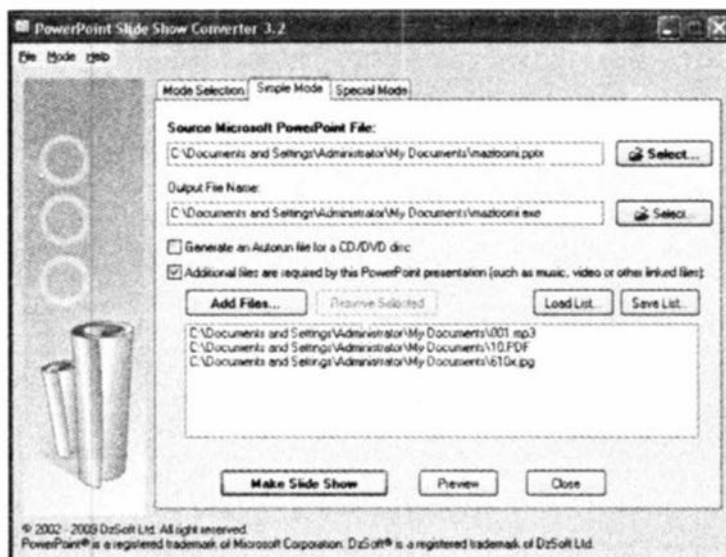 PowerPoint Slide Show Converter 3.2
File Mode Help
Mode Selection Simple Mode Special Mode
Source Microsoft PowerPoint File:
C:\Documents and Settings\Administrator\My Documents\mazloomi.pptx Select...
Output File Name:
C:\Documents and Settings\Administrator\My Documents\mazloomi.exe Select...
Generate an Autorun file for a CD/DVD disc
Additional files are required by this PowerPoint presentation (such as music, video or other linked files):
Add Files... Remove Selected Load List... Save List...
C:\Documents and Settings\Administrator\My Documents\001.mp3
C:\Documents and Settings\Administrator\My Documents\10.PDF
C:\Documents and Settings\Administrator\My Documents\610x.jpg
Make Slide Show Preview Close
© 2002 - 2009 DzSoft Ltd. All rights reserved.
PowerPoint® is a registered trademark of Microsoft Corporation. DzSoft® is a registered trademark of DzSoft Ltd.